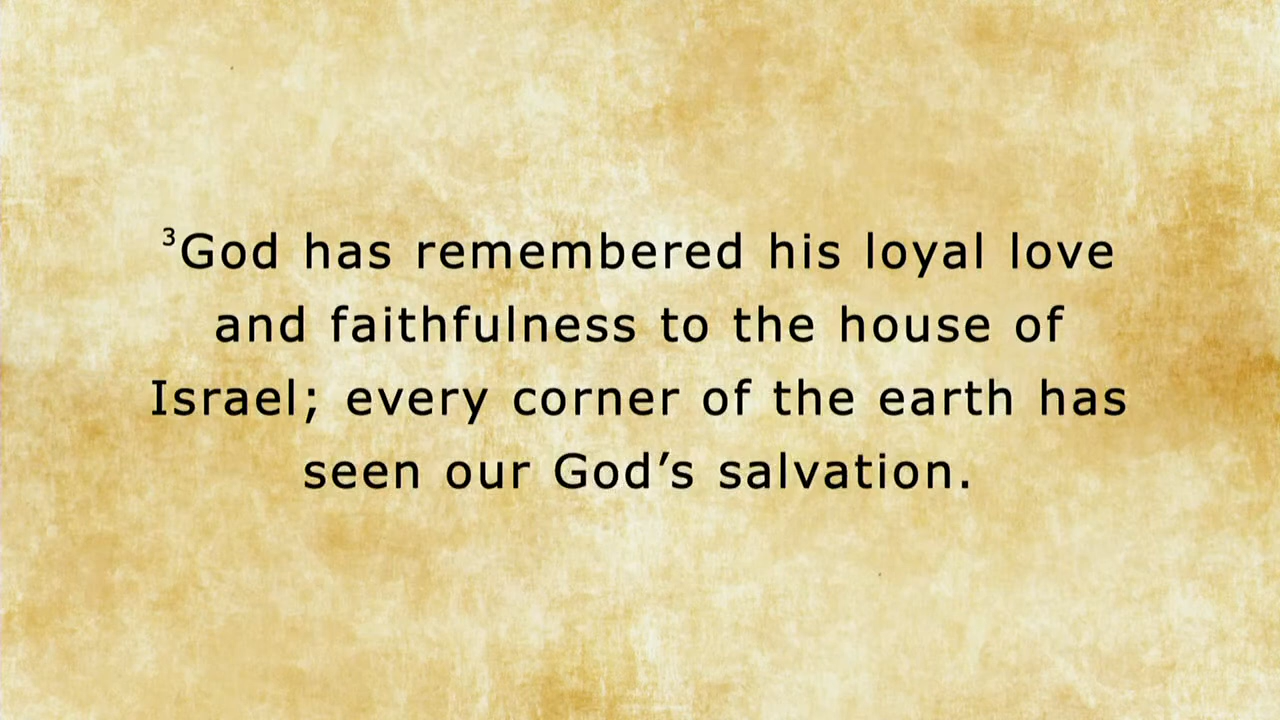 ³God has remembered his loyal love
and faithfulness to the house of
Israel; every corner of the earth has
seen our God’s salvation.